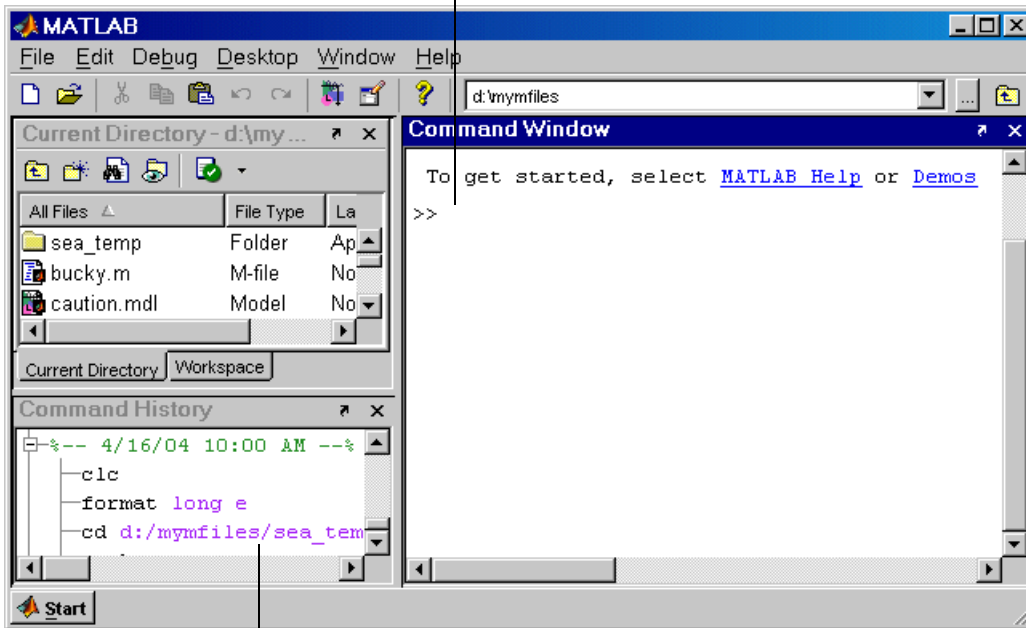 MATLAB
File Edit Debug Desktop Window Help
d:\mymfiles
...
Current Directory - d:\my ...
All Files File Type La
sea_temp Folder Ap
bucky.m M-file No
caution.mdl Model No
Current Directory Workspace
Command History
%-- 4/16/04 10:00 AM --%
clc
format long e
cd d:/mymfiles/sea_tem
Command Window
To get started, select MATLAB Help or Demos
>>
Start